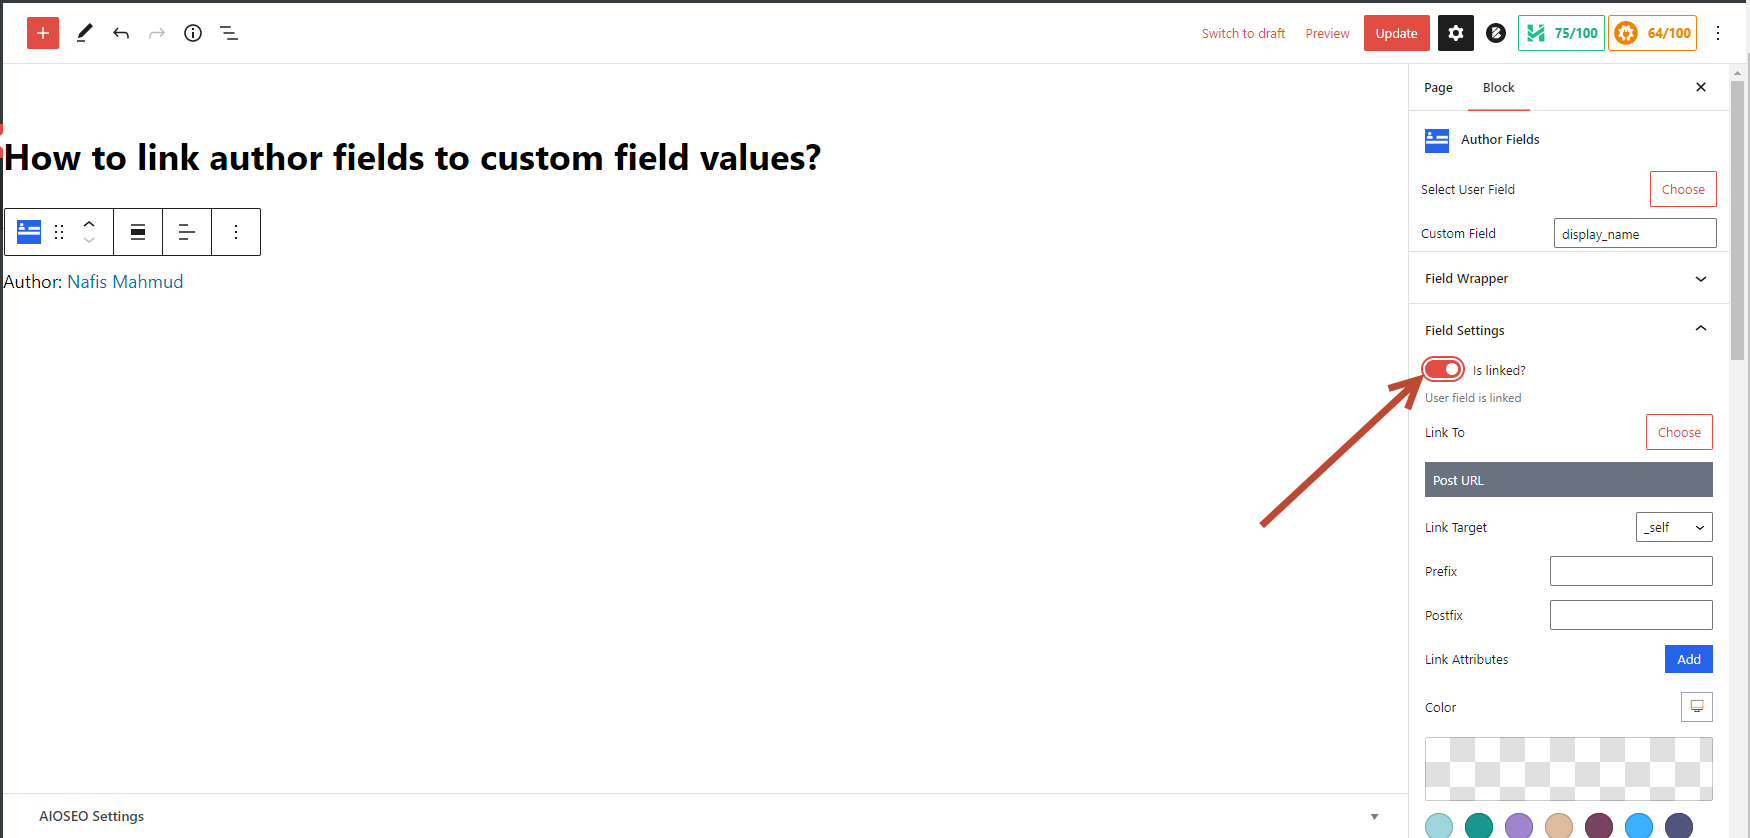 Switch to draft Preview Update 75/100 64/100
Page Block
How to link author fields to custom field values?
Author: Nafis Mahmud
Author Fields
Select User Field Choose
Custom Field display_name
Field Wrapper
Field Settings
Is linked?
User field is linked
Link To Choose
Post URL
Link Target _self
Prefix
Postfix
Link Attributes Add
Color
AIOSEO Settings